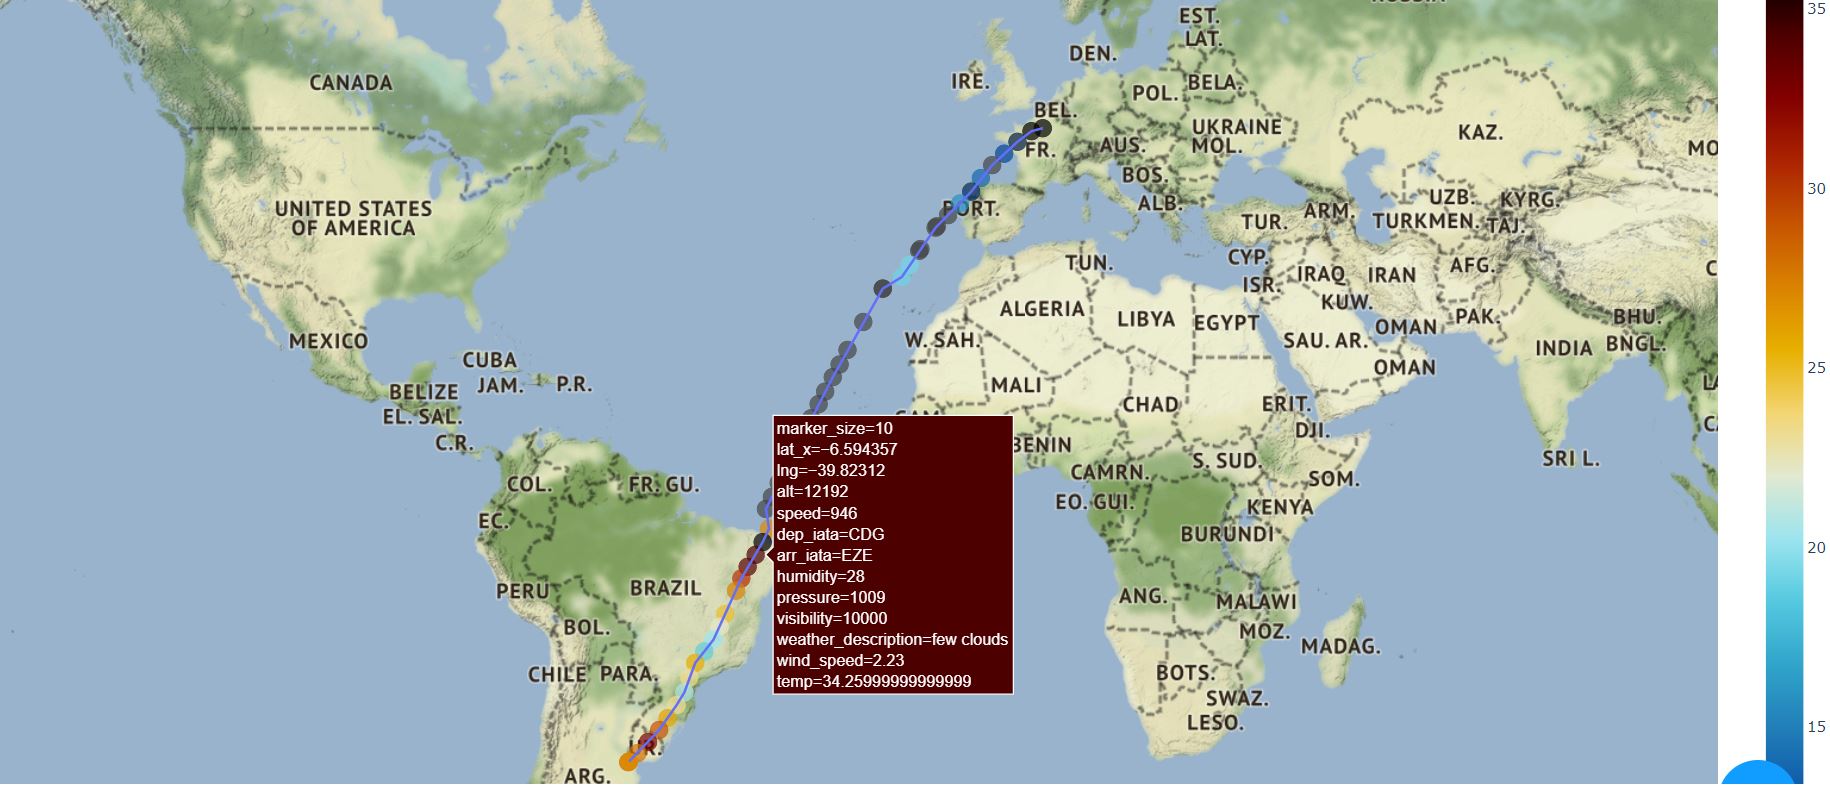 RUSSIA
EST.
LAT.
DEN.
IRE.
CANADA
POL.
BELA.
BEL.
UKRAINE
MOL.
KAZ.
FR.
AUS.
MO
BOS.
UNITED STATES
OF AMERICA
PORT.
ALB.
TUR.
ARM.
UZB.
KYRG.
TURKMEN.
TAJ.
TUN.
CYP.
ISR.
IRAQ
IRAN
AFG.
C
ALGERIA
LIBYA
EGYPT
KUW.
PAK.
BHU.
MEXICO
W. SAH.
SAU. AR.
OMAN
OMAN
INDIA
BNGL.
CUBA
JAM.
P.R.
BELIZE
EL. SAL.
MALI
CHAD
ERIT.
DJI.
LA
CA
C.R.
BENIN
CAMRN.
S. SUD.
SOM.
SRI L.
COL.
FR. GU.
EO. GUI.
KENYA
EC.
BURUNDI
PERU
BRAZIL
ANG.
MALAWI
BOL.
MOZ.
MADAG.
CHILE
PARA.
BOTS.
SWAZ.
LESO.
ARG.
marker_size=10
lat_x=−6.594357
lng=−39.82312
alt=12192
speed=946
dep_iata=CDG
arr_iata=EZE
humidity=28
pressure=1009
visibility=10000
weather_description=few clouds
wind_speed=2.23
temp=34.25999999999999
35
30
25
20
15